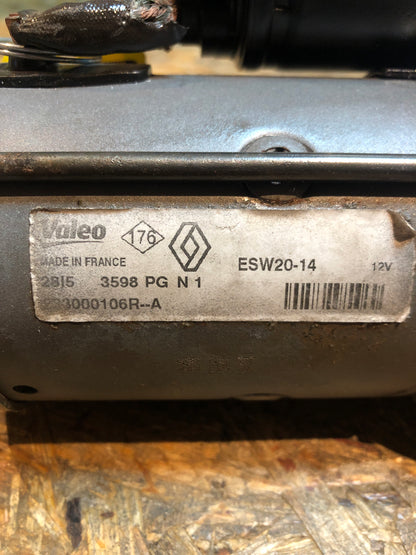 Valeo 176 ESW20-14 12V
MADE IN FRANCE
2815 3598 PG N 1
233000106R--A